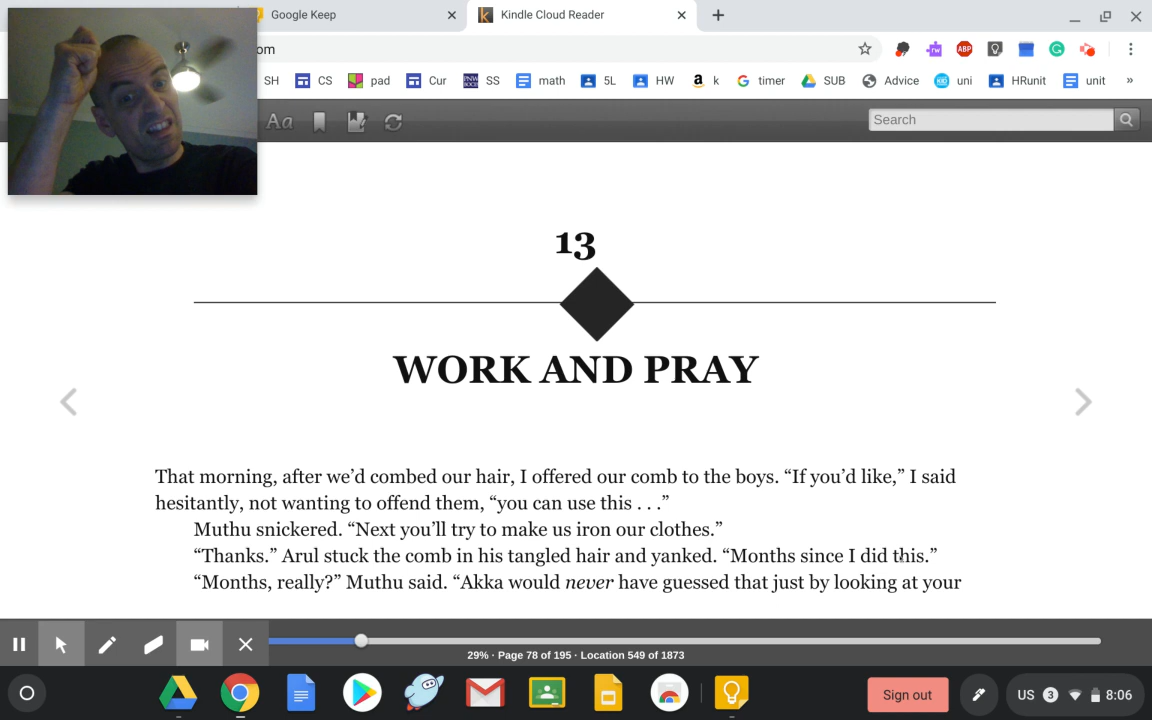 Google Keep
Kindle Cloud Reader
om
SH CS pad Cur SS math 5L HW k timer SUB Advice uni HRunit unit »
Aa
Search
13
WORK AND PRAY
That morning, after we’d combed our hair, I offered our comb to the boys. “If you’d like,” I said
hesitantly, not wanting to offend them, “you can use this . . .”
Muthu snickered. “Next you’ll try to make us iron our clothes.”
“Thanks.” Arul stuck the comb in his tangled hair and yanked. “Months since I did this.”
“Months, really?” Muthu said. “Akka would never have guessed that just by looking at your
29% · Page 78 of 195 · Location 549 of 1873
Sign out
US 3 8:06